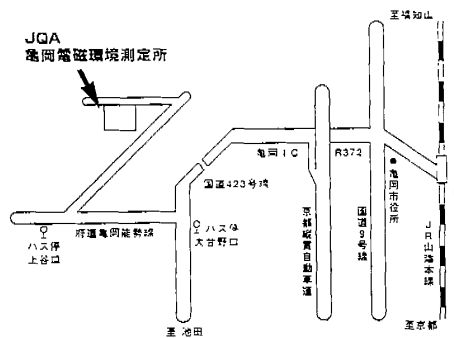 至福知山
JQA
亀岡電磁環境測定所
亀岡IC
R372
亀岡市役所
国道423号線
バス停
大谷野口
府道亀岡能勢線
バス停
上谷口
京都縦貫自動車道
国道9号線
JR山陰本線
至 池田
至京都